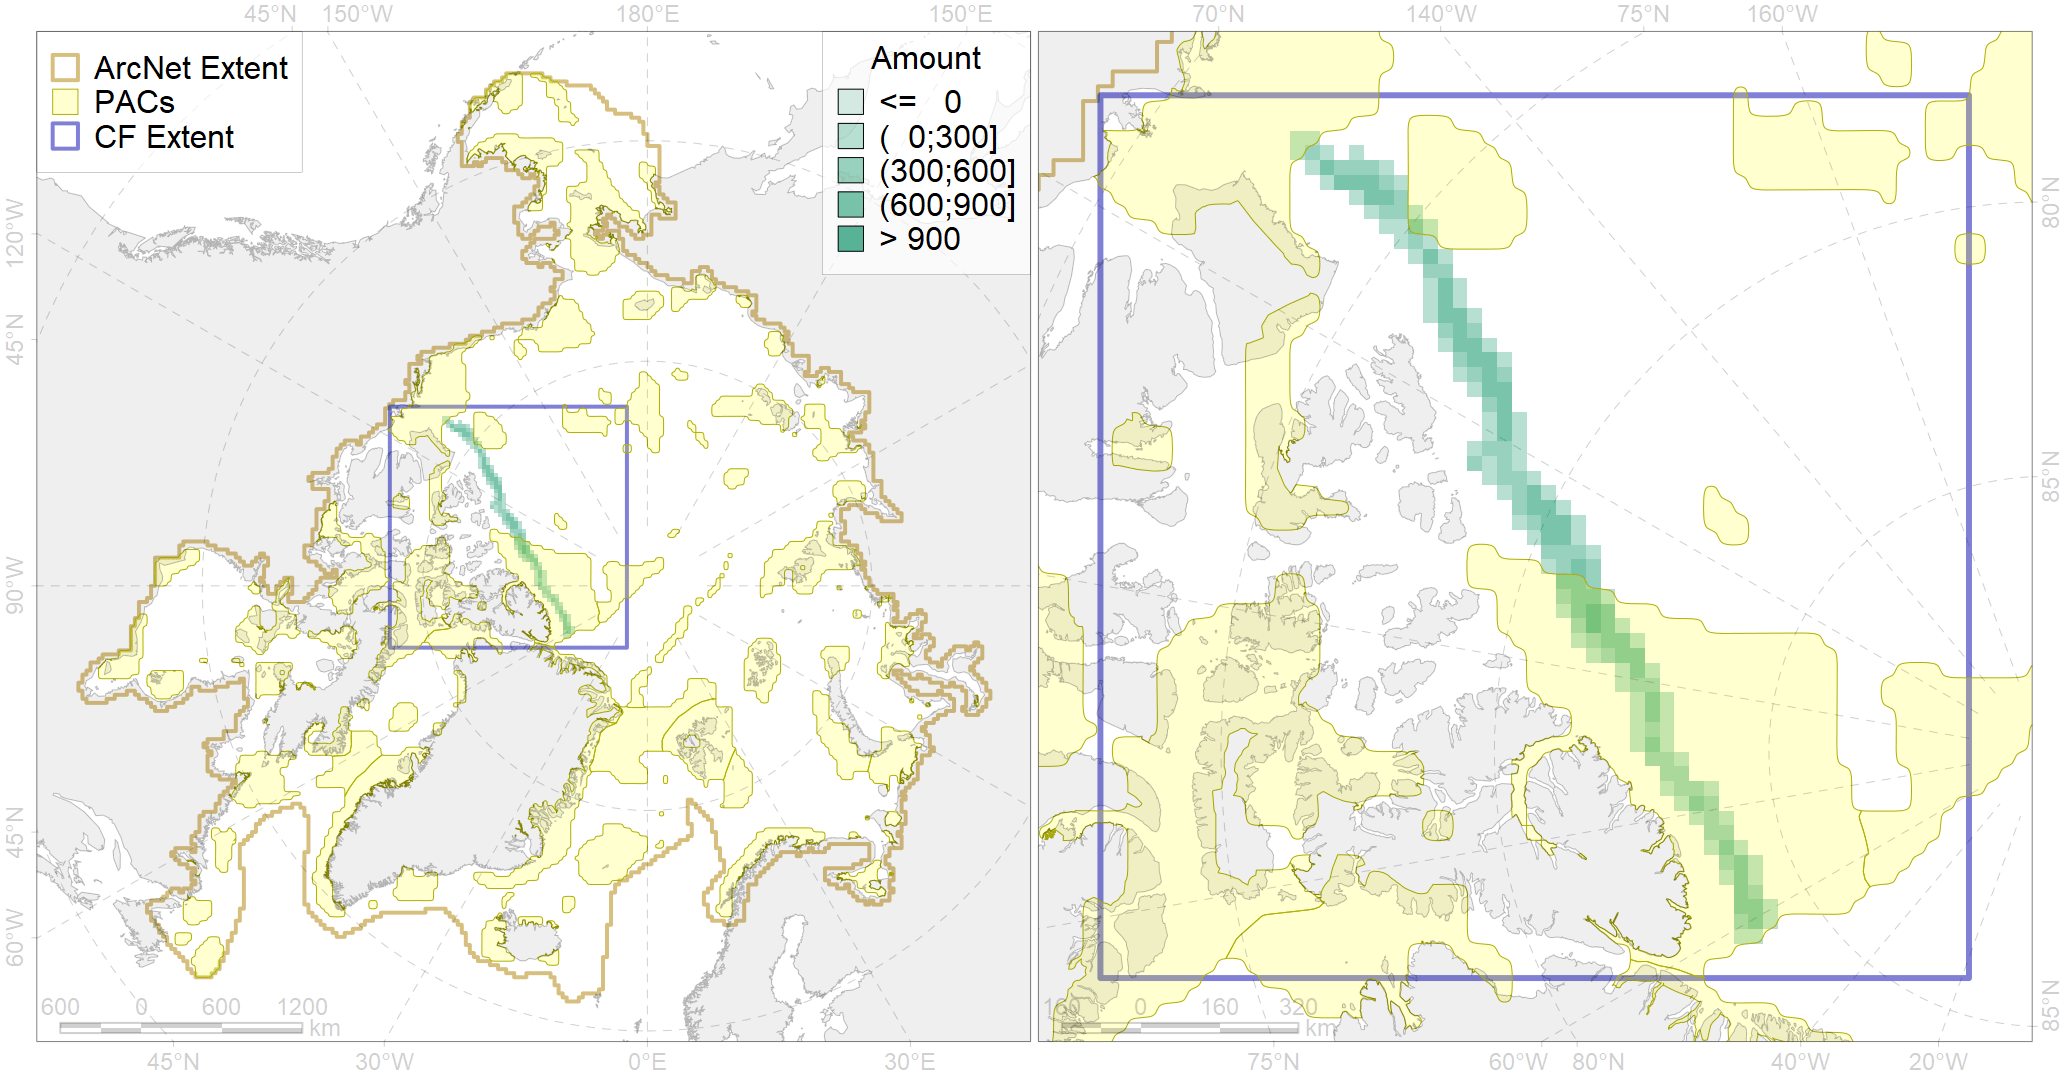 45°N 150°W 180°E 150°E 70°N 140°W 75°N 160°W
ArcNet Extent
PACs
CF Extent
Amount
<= 0
( 0;300]
(300;600]
(600;900]
> 900
120°W
45°N
90°W
45°N
60°W
80°N
85°N
85°N
600 0 600 1200
km
160 0 160 320
km
45°N 30°W 0°E 30°E 75°N 60°W 80°N 40°W 20°W